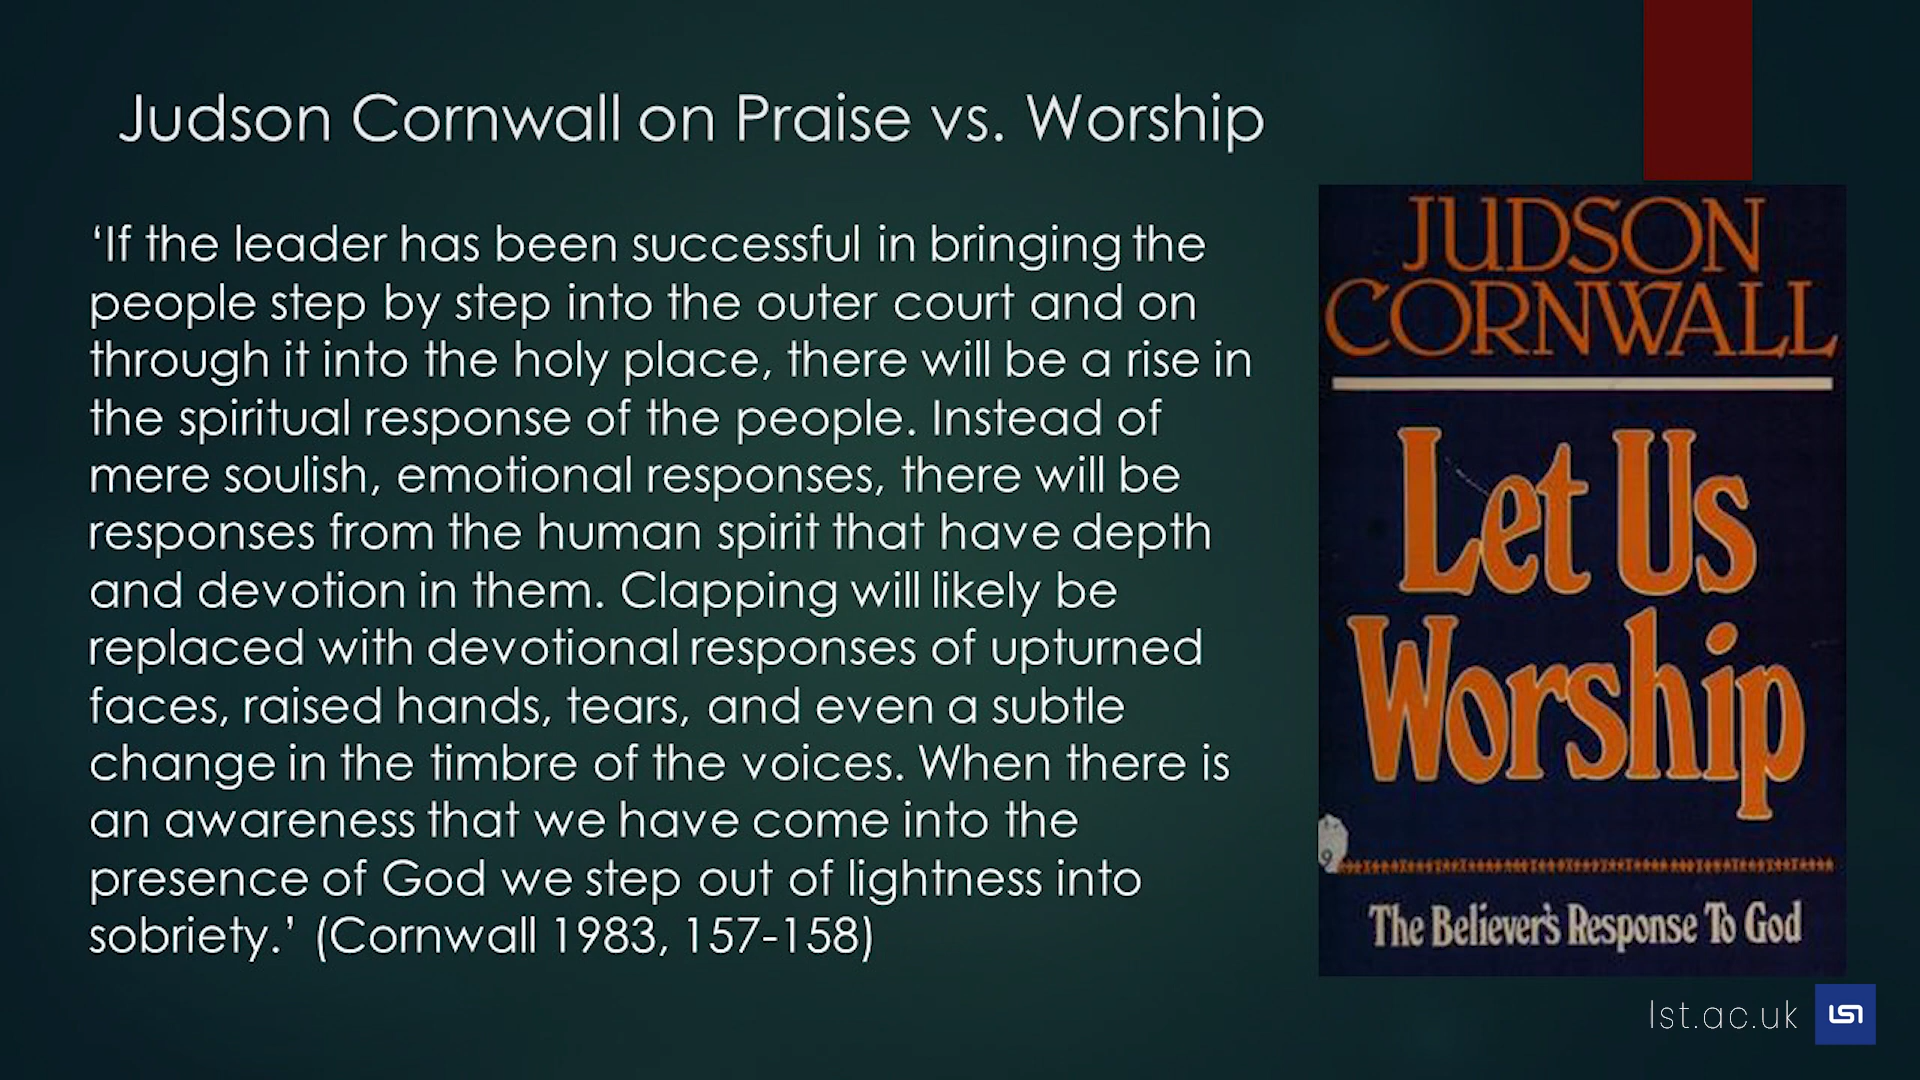 Judson Cornwall on Praise vs. Worship
‘If the leader has been successful in bringing the
people step by step into the outer court and on
through it into the holy place, there will be a rise in
the spiritual response of the people. Instead of
mere soulish, emotional responses, there will be
responses from the human spirit that have depth
and devotion in them. Clapping will likely be
replaced with devotional responses of upturned
faces, raised hands, tears, and even a subtle
change in the timbre of the voices. When there is
an awareness that we have come into the
presence of God we step out of lightness into
sobriety.’ (Cornwall 1983, 157-158)
JUDSON
CORNWALL
Let Us
Worship
9
The Believer's Response To God
lst.ac.uk LST